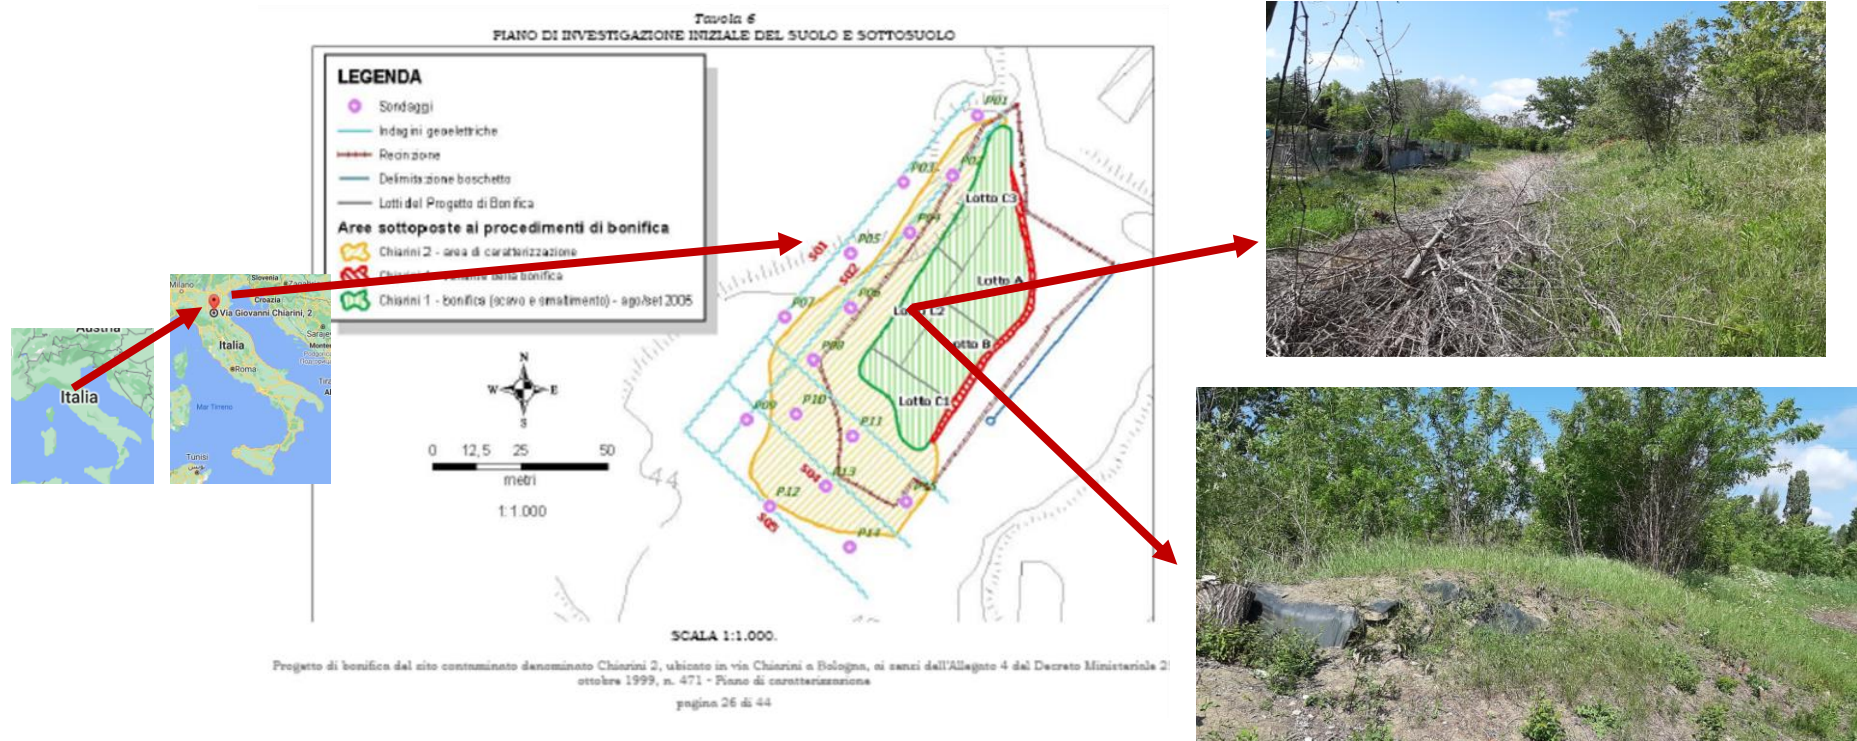 Tavola 6
PIANO DI INVESTIGAZIONE INIZIALE DEL SUOLO E SOTTOSUOLO
LEGENDA
Sondaggi
Indagini geoelettriche
Recinzione
Delimitazione boschetto
Lotti del Progetto di Bonifica
Aree sottoposte ai procedimenti di bonifica
Chiarini 2 - area di caratterizzazione
della bonifica
Chiarini 1 - bonifica (scavo e smaltimento) - ago/set 2005
P01
P02
P03
P04
P05
P06
P07
P08
P09
P10
P11
P12
P13
P14
S01
S02
S04
S05
Lotto C3
Lotto A
Lotto C2
Lotto B
Lotto C1
44
N
W
E
S
0 12,5 25 50
metri
1:1.000
Austria
Italia
Slovenia
Milano
Croazia
Via Giovanni Chiarini, 2
Italia
Roma
Mar Tirreno
Tunisi
SCALA 1:1.000.
Progetto di bonifica del sito contaminato denominato Chiarini 2, ubicato in via Chiarini a Bologna, ai sensi dell'Allegato 4 del Decreto Ministeriale 2
ottobre 1999, n. 471 - Piano di caratterizzazione
pagina 26 di 44